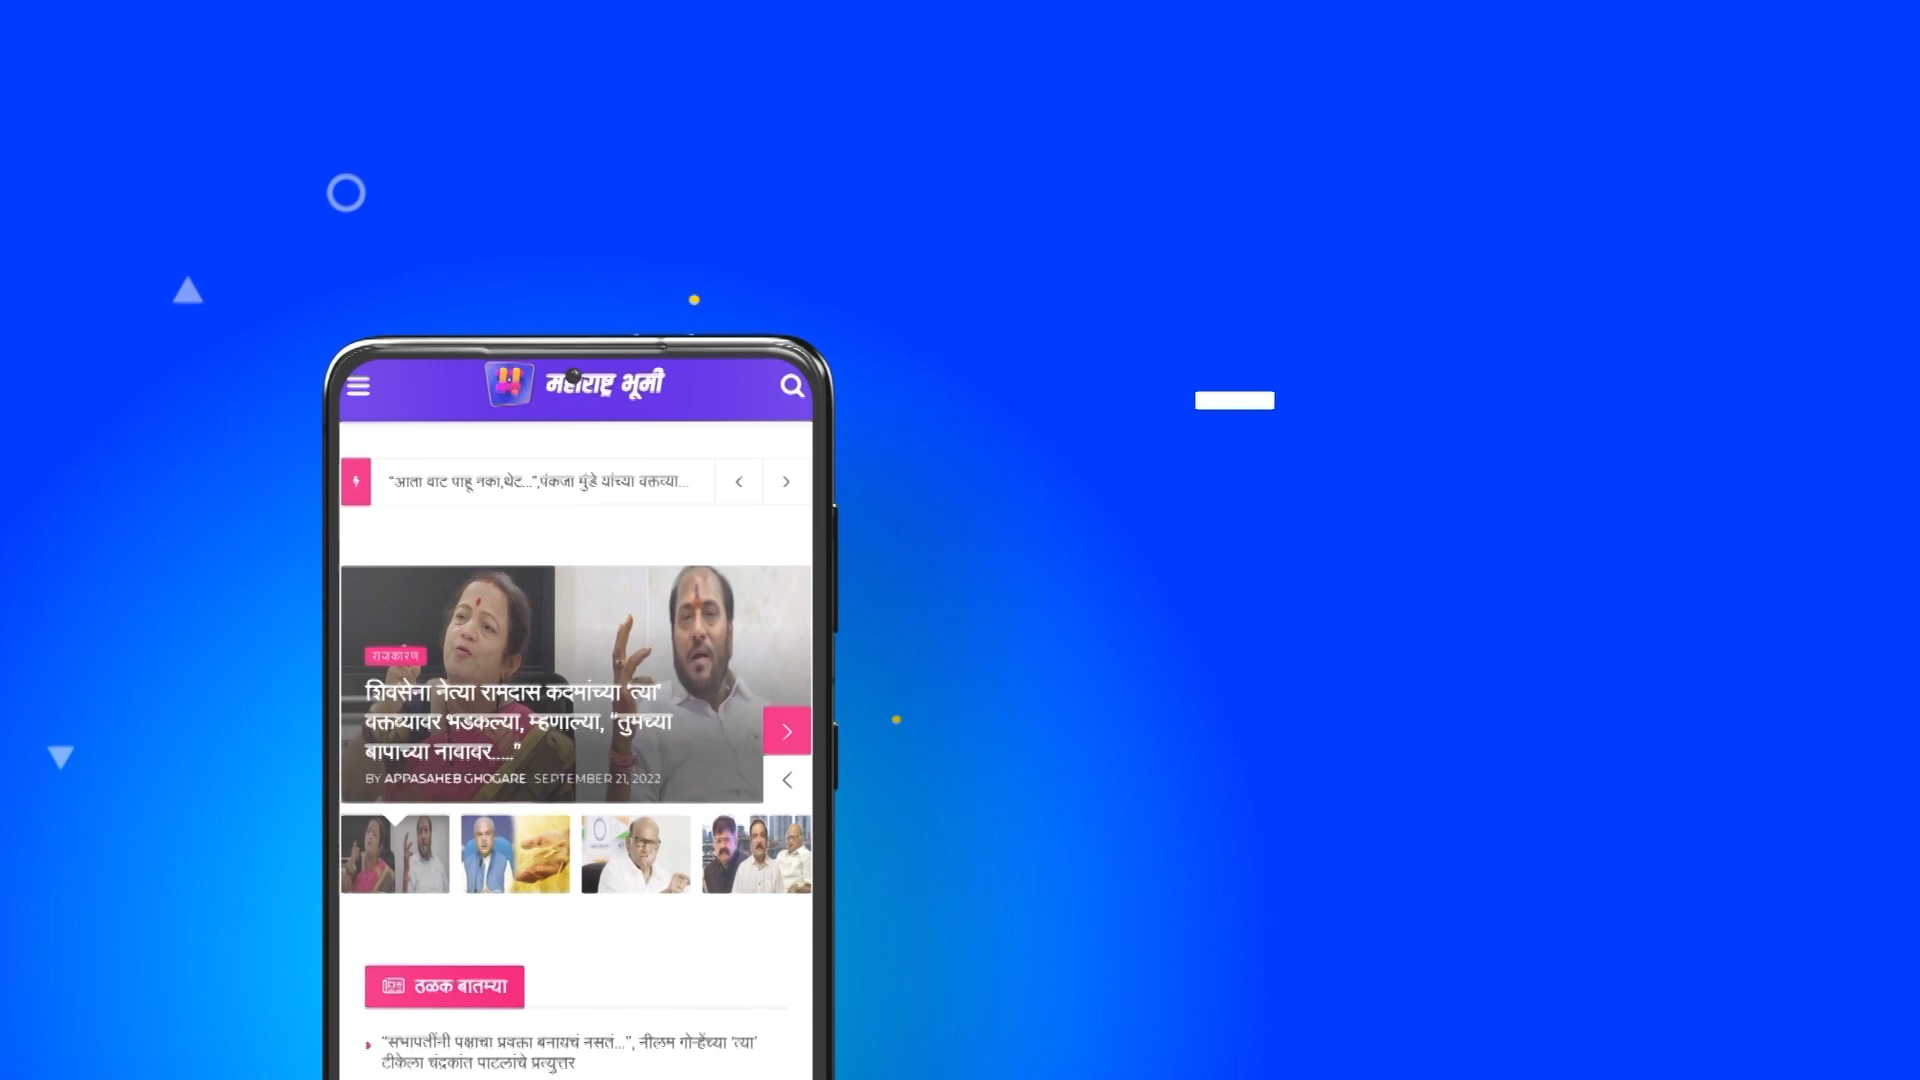 महाराष्ट्र भूमी
“आता वाट पाहू नका,थेट...”,पंकजा मुंडे यांच्या वक्तव्या...
राजकारण
शिवसेना नेत्या रामदास कदमांच्या ‘त्या’
वक्तव्यावर भडकल्या, म्हणाल्या, “तुमच्या
बापाच्या नावावर.....”
BY APPASAHEB GHOGARE SEPTEMBER 21, 2022
ठळक बातम्या
“सभापतींनी पक्षाचा प्रवक्ता बनायचं नसतं...”, नीलम गोऱ्हेंच्या ‘त्या’
टीकेला चंद्रकांत पाटलांचे प्रत्युत्तर